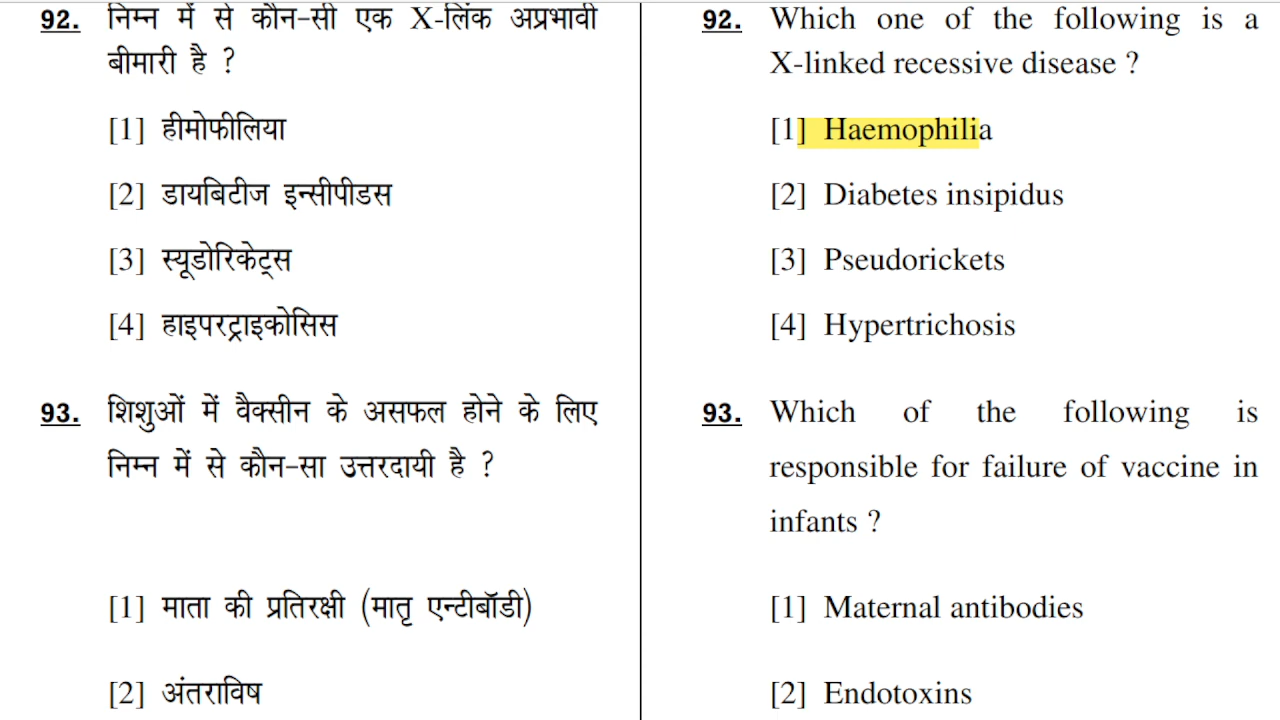 92. निम्न में से कौन-सी एक X-लिंक अप्रभावी
बीमारी है ?
[1] हीमोफीलिया
[2] डायबिटीज इन्सीपीडस
[3] स्यूडोरिकेट्स
[4] हाइपरट्राइकोसिस
93. शिशुओं में वैक्सीन के असफल होने के लिए
निम्न में से कौन-सा उत्तरदायी है ?
[1] माता की प्रतिरक्षी (मातृ एन्टीबॉडी)
[2] अंतराविष
92. Which one of the following is a
X-linked recessive disease ?
[1] Haemophilia
[2] Diabetes insipidus
[3] Pseudorickets
[4] Hypertrichosis
93. Which of the following is
responsible for failure of vaccine in
infants ?
[1] Maternal antibodies
[2] Endotoxins